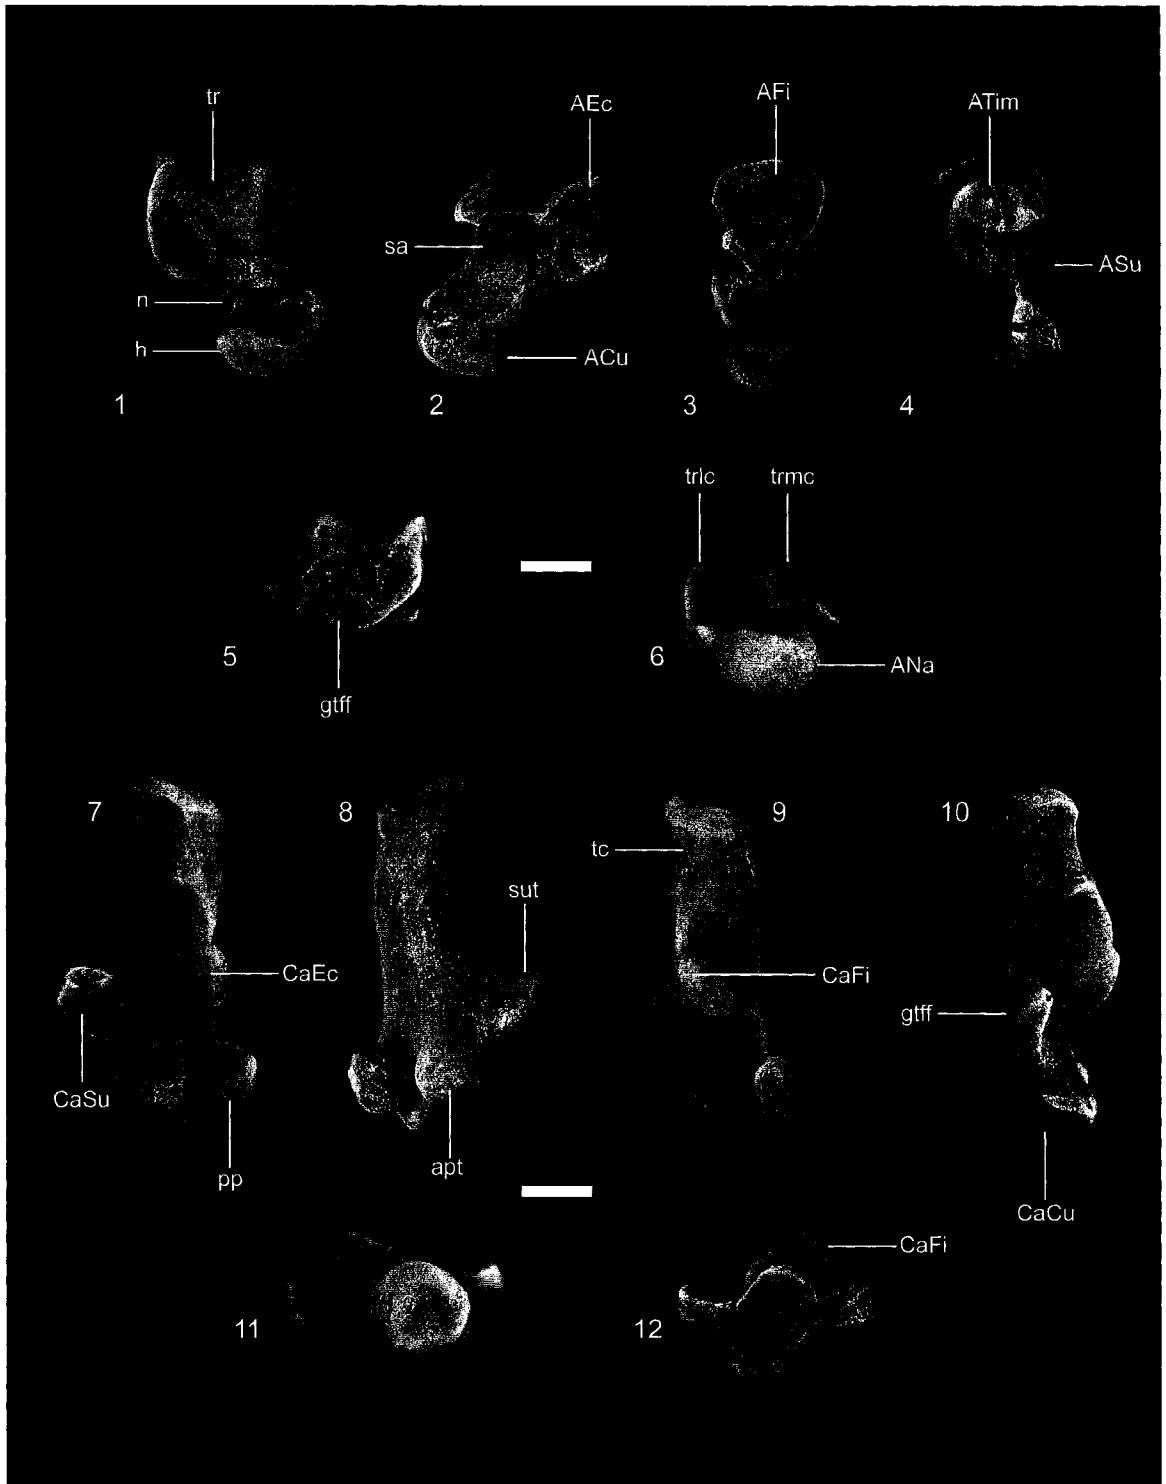 tr
AEc
AFi
ATim
sa
ASu
n
h
ACu
1
2
3
4
trlc
trmc
5
6
ANa
gtff
7
8
9
10
tc
sut
CaEc
CaFi
gtff
CaSu
pp
apt
CaCu
CaFi
11
12